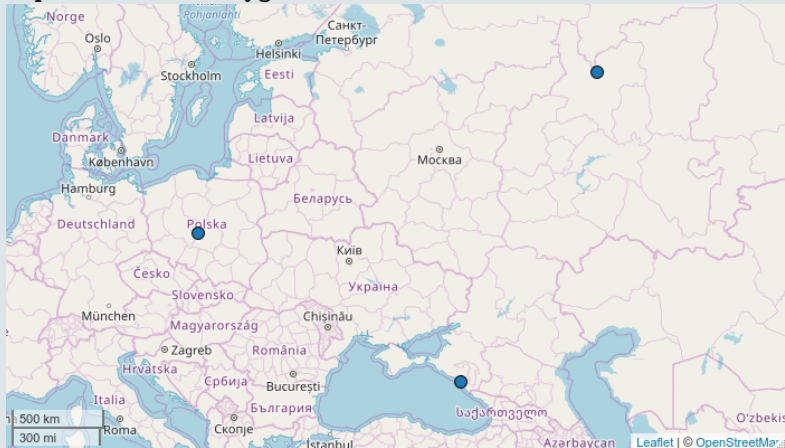 Norge
Pohjanlahti
Oslo
Helsinki
Санкт-
Петербург
Stockholm
Eesti
Latvija
Danmark
København
Lietuva
Москва
Hamburg
Беларусь
Deutschland
Polska
Київ
Česko
Slovensko
Україна
München
Magyarország
Chișinău
Zagreb
România
Hrvatska
Србија
București
Italia
България
საქართველო
Roma
Скопје
İstanbul
Azərbaycan
O'zbekis
500 km
300 mi
Leaflet | © OpenStreetMap